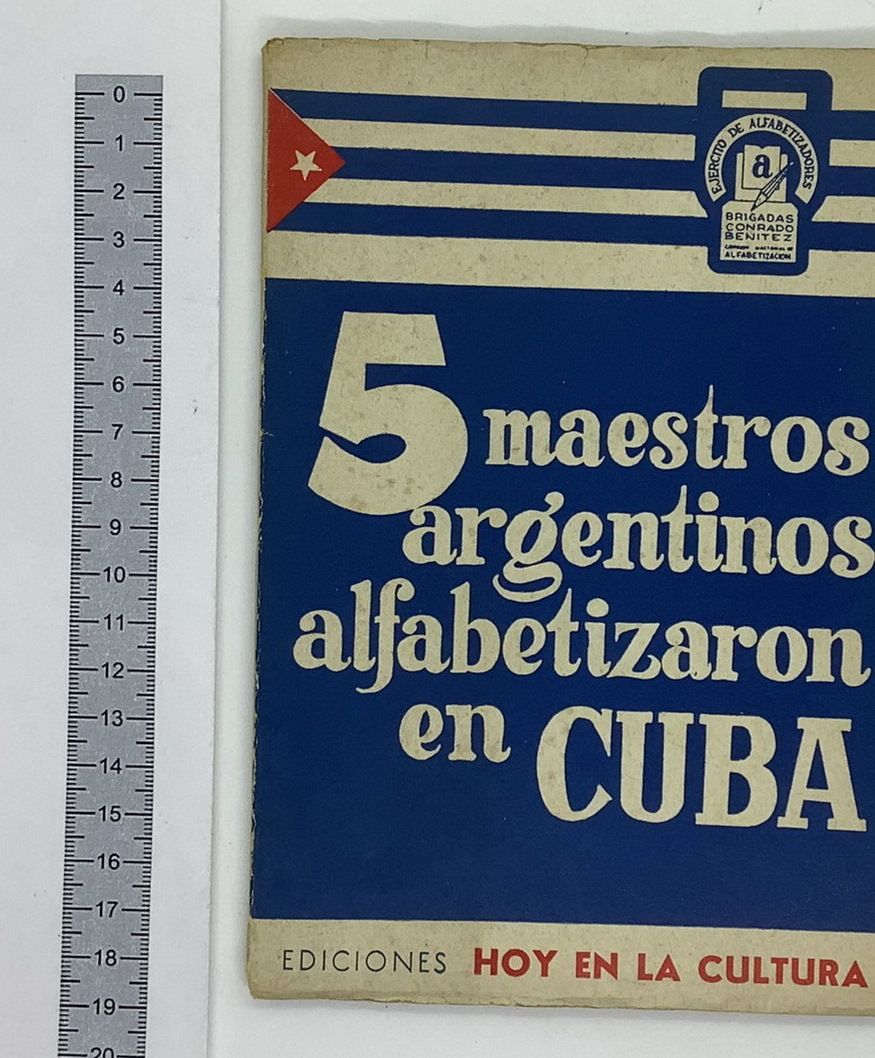 0
1
2
3
4
5
6
7
8
9
10
11
12
13
14
15
16
17
18
19
20
EJERCITO DE ALFABETIZADORES
a
BRIGADAS
CONRADO
BENITEZ
ALFABETIZACION
5 maestros
argentinos
alfabetizaron
en CUBA
EDICIONES HOY EN LA CULTURA